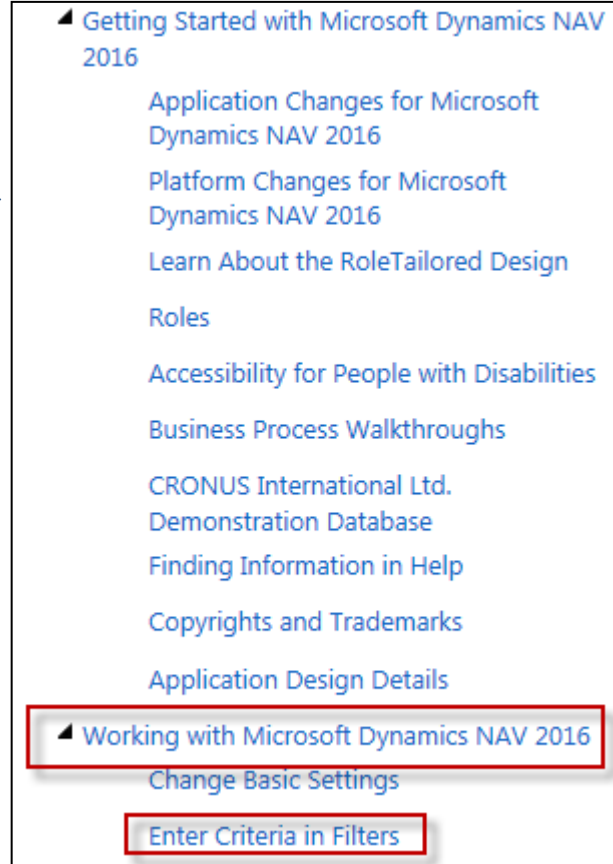 Getting Started with Microsoft Dynamics NAV
2016
Application Changes for Microsoft
Dynamics NAV 2016
Platform Changes for Microsoft
Dynamics NAV 2016
Learn About the RoleTailored Design
Roles
Accessibility for People with Disabilities
Business Process Walkthroughs
CRONUS International Ltd.
Demonstration Database
Finding Information in Help
Copyrights and Trademarks
Application Design Details
Working with Microsoft Dynamics NAV 2016
Change Basic Settings
Enter Criteria in Filters